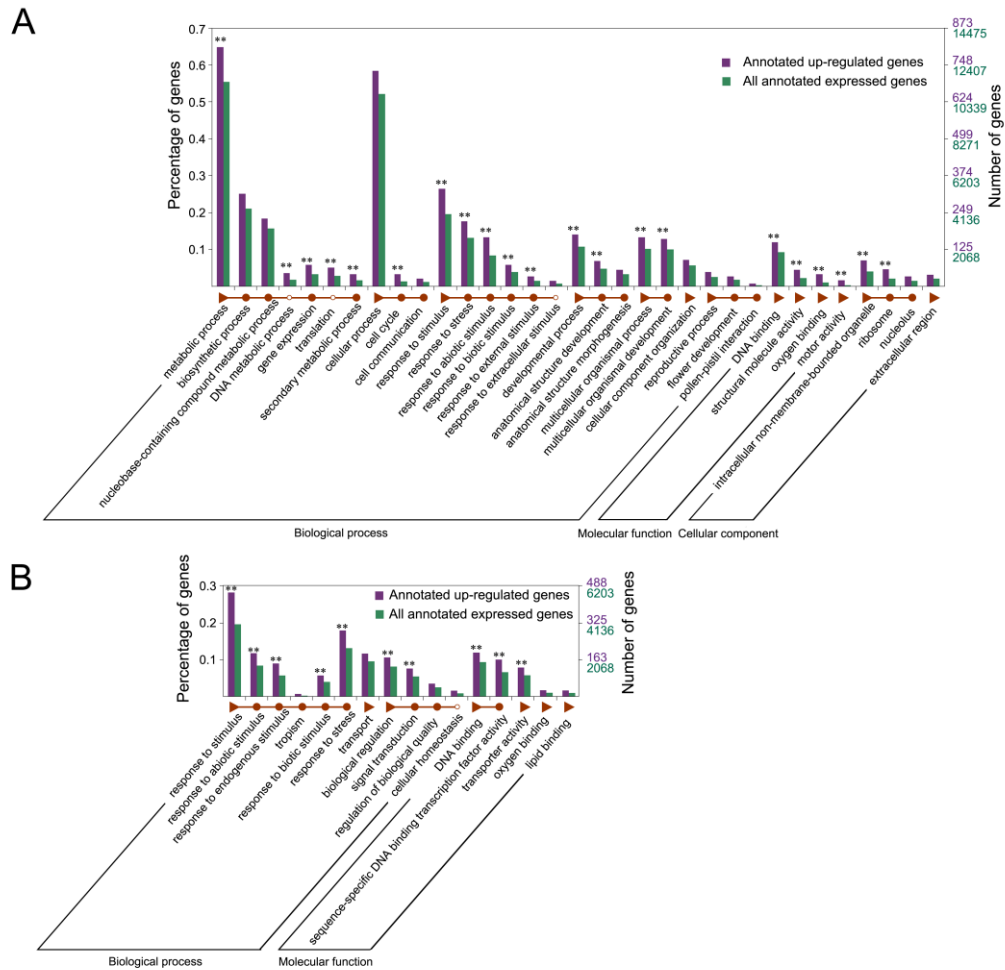 A
Percentage of genes
0.7
0.6
0.5
0.4
0.3
0.2
0.1
Annotated up-regulated genes
All annotated expressed genes
873
14475
748
12407
624
10339
499
8271
374
6203
249
4136
125
2068
Number of genes
** ** ** ** ** ** ** ** ** ** ** ** ** ** ** ** ** ** ** ** **
metabolic process
biosynthetic process
nucleobase-containing compound metabolic process
DNA metabolic process
gene expression
translation
secondary metabolic process
cellular process
cell cycle
cell communication
response to stimulus
response to stress
response to abiotic stimulus
response to biotic stimulus
response to external stimulus
response to extracellular stimulus
developmental process
anatomical structure development
anatomical structure morphogenesis
multicellular organismal process
multicellular organismal development
cellular component organization
reproductive process
flower development
pollen-pistil interaction
DNA binding
structural molecule activity
oxygen binding
motor activity
intracellular non-membrane-bounded organelle
ribosome
nucleolus
extracellular region
Biological process
Molecular function
Cellular component
B
Percentage of genes
0.3
0.2
0.1
Annotated up-regulated genes
All annotated expressed genes
488
6203
325
4136
163
2068
Number of genes
** ** ** ** ** ** ** ** ** **
response to stimulus
response to abiotic stimulus
response to endogenous stimulus
tropism
response to biotic stimulus
response to stress
transport
biological regulation
signal transduction
regulation of biological quality
cellular homeostasis
DNA binding
sequence-specific DNA binding transcription factor activity
transporter activity
oxygen binding
lipid binding
Biological process
Molecular function